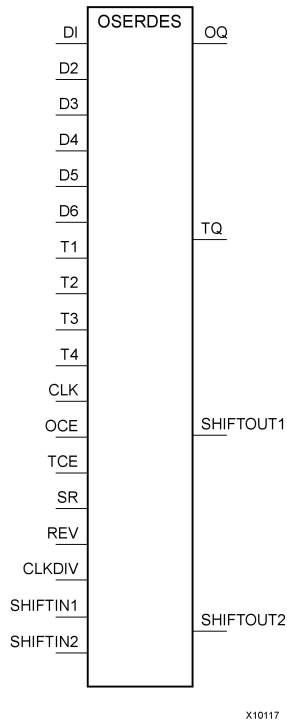 OSERDES
DI
D2
D3
D4
D5
D6
T1
T2
T3
T4
CLK
OCE
TCE
SR
REV
CLKDIV
SHIFTIN1
SHIFTIN2
OQ
TQ
SHIFTOUT1
SHIFTOUT2
X10117